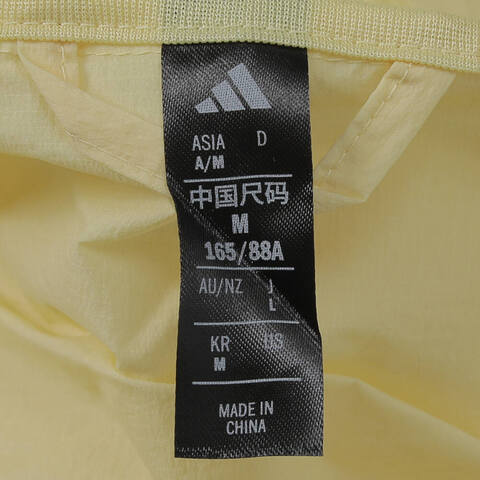 ASIA D
A/M
中国尺码
M
165/88A
AU/NZ J
L
KR US
M
MADE IN
CHINA